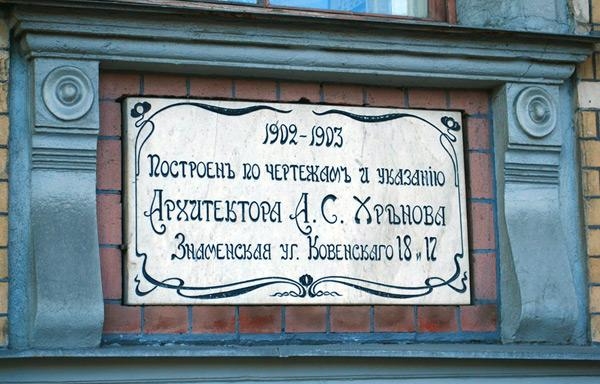 1902-1903
Построенъ по чертежамъ и указанію
Архитектора А.С. Хрѣнова
Знаменская уг. Ковенскаго 18 и 17